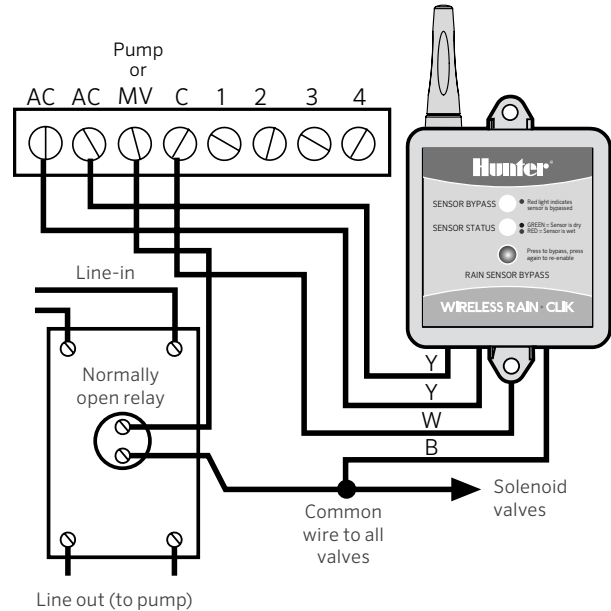 Pump
or
AC AC MV C 1 2 3 4
Hunter®
SENSOR BYPASS
Red light indicates
sensor is bypassed
SENSOR STATUS
GREEN = Sensor is dry
RED = Sensor is wet
Press to bypass, press
again to re-enable
RAIN SENSOR BYPASS
WIRELESS RAIN-CLIK
Line-in
Normally
open relay
Y
Y
W
B
Solenoid
valves
Common
wire to all
valves
Line out (to pump)